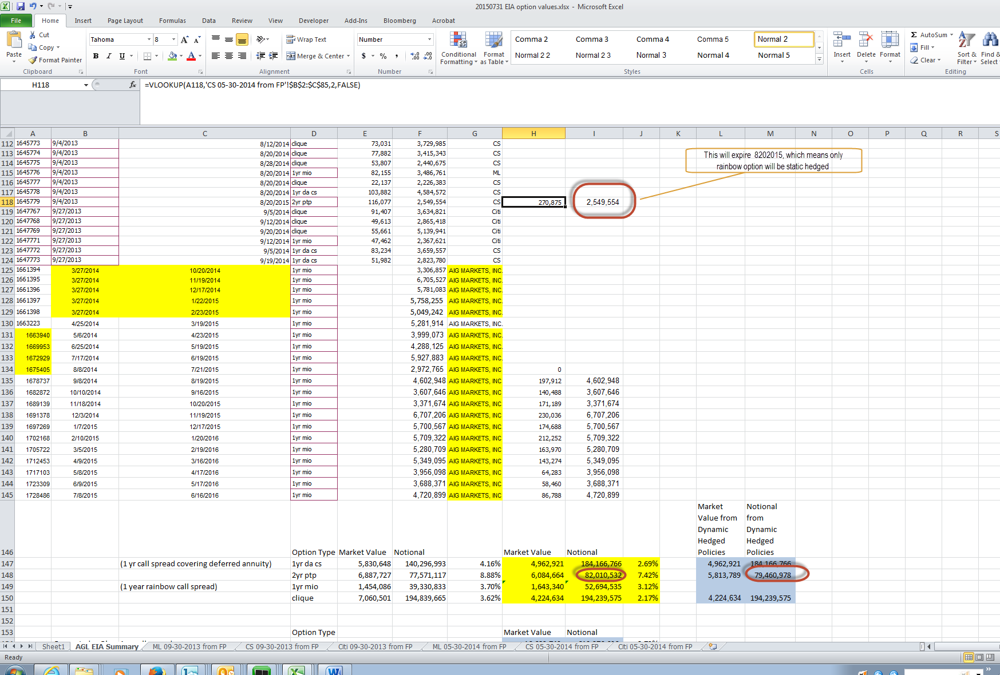 20150731 EIA option values.xlsx - Microsoft Excel
File Home Insert Page Layout Formulas Data Review View Developer Add-Ins Bloomberg Acrobat
Paste Cut Copy Format Painter Clipboard
Tahoma 8 A A B I U A Font
Wrap Text Merge & Center Alignment
Number $ % , .00 Number
Conditional Formatting Format as Table
Comma 2 Comma 3 Comma 4 Comma 5 Normal 2
Normal 2 2 Normal 2 3 Normal 3 Normal 4 Normal 5
Styles
Insert Delete Format Cells
Σ AutoSum Fill Clear Sort & Filter Find & Select Editing
H118 fx =VLOOKUP(A118,'CS 05-30-2014 from FP'!$B$2:$C$85,2,FALSE)
A B C D E F G H I J K L M N O P Q R S
112 1645773 9/4/2013 8/12/2014 clique 73,031 3,729,985 CS
113 1645774 9/4/2013 8/20/2014 clique 77,882 3,415,343 CS
114 1645775 9/4/2013 8/28/2014 clique 53,807 2,440,675 CS
115 1645776 9/4/2013 8/20/2014 1yr mio 82,155 3,486,761 ML
116 1645777 9/4/2013 8/20/2014 clique 22,137 2,226,383 CS
117 1645778 9/4/2013 8/20/2014 1yr da cs 103,882 4,584,572 CS
118 1645779 9/4/2013 8/20/2015 2yr ptp 116,077 2,549,554 CS 270,875 2,549,554
This will expire 8202015, which means only
rainbow option will be static hedged
119 1647767 9/27/2013 9/5/2014 clique 91,407 3,634,821 Citi
120 1647768 9/27/2013 9/12/2014 clique 49,613 2,865,418 Citi
121 1647769 9/27/2013 9/20/2014 clique 55,661 5,139,941 Citi
122 1647771 9/27/2013 9/12/2014 1yr mio 47,462 2,367,621 Citi
123 1647772 9/27/2013 9/5/2014 1yr da cs 83,234 3,659,557 CS
124 1647773 9/27/2013 9/19/2014 1yr da cs 51,982 2,823,780 CS
125 1661394 3/27/2014 10/20/2014 1yr mio 3,306,857 AIG MARKETS, INC.
126 1661395 3/27/2014 11/19/2014 1yr mio 6,705,527 AIG MARKETS, INC.
127 1661396 3/27/2014 12/17/2014 1yr mio 5,781,083 AIG MARKETS, INC.
128 1661397 3/27/2014 1/22/2015 1yr mio 5,758,255 AIG MARKETS, INC.
129 1661398 3/27/2014 2/23/2015 1yr mio 5,049,242 AIG MARKETS, INC.
130 1663223 4/25/2014 3/19/2015 1yr mio 5,281,914 AIG MARKETS, INC.
131 1663940 5/6/2014 4/23/2015 1yr mio 3,999,073 AIG MARKETS, INC.
132 1669953 6/25/2014 5/19/2015 1yr mio 4,288,125 AIG MARKETS, INC.
133 1672929 7/17/2014 6/19/2015 1yr mio 5,927,883 AIG MARKETS, INC.
134 1675405 8/8/2014 7/21/2015 1yr mio 2,972,765 AIG MARKETS, INC. 0
135 1678737 9/8/2014 8/19/2015 1yr mio 4,602,948 AIG MARKETS, INC 197,912 4,602,948
136 1682872 10/10/2014 9/16/2015 1yr mio 3,607,646 AIG MARKETS, INC 140,488 3,607,646
137 1689139 11/18/2014 10/20/2015 1yr mio 3,371,674 AIG MARKETS, INC 171,189 3,371,674
138 1691378 12/3/2014 11/19/2015 1yr mio 6,707,206 AIG MARKETS, INC 230,036 6,707,206
139 1697269 1/7/2015 12/17/2015 1yr mio 5,700,567 AIG MARKETS, INC 174,688 5,700,567
140 1702168 2/10/2015 1/20/2016 1yr mio 5,709,322 AIG MARKETS, INC 212,252 5,709,322
141 1705722 3/5/2015 2/19/2016 1yr mio 5,280,709 AIG MARKETS, INC 163,970 5,280,709
142 1712453 4/9/2015 3/16/2016 1yr mio 5,349,095 AIG MARKETS, INC 143,274 5,349,095
143 1717103 5/8/2015 4/17/2016 1yr mio 3,956,098 AIG MARKETS, INC 64,283 3,956,098
144 1723309 6/9/2015 5/17/2016 1yr mio 3,688,371 AIG MARKETS, INC 58,460 3,688,371
145 1728486 7/8/2015 6/16/2016 1yr mio 4,720,899 AIG MARKETS, INC 86,788 4,720,899
Market Value from Dynamic Hedged Policies
Notional from Dynamic Hedged Policies
146 Option Type Market Value Notional Market Value Notional
147 (1 yr call spread covering deferred annuity) 1yr da cs 5,830,648 140,296,993 4.16% 4,962,921 184,166,766 2.69% 4,962,921 184,166,766
148 2yr ptp 6,887,727 77,571,117 8.88% 6,084,664 82,010,532 7.42% 5,813,789 79,460,978
149 (1 year rainbow call spread) 1yr mio 1,454,086 39,330,833 3.70% 1,643,340 52,694,535 3.12%
150 clique 7,060,501 194,839,665 3.62% 4,224,634 194,239,575 2.17% 4,224,634 194,239,575
151
152
153 Option Type Market Value Notional
Sheet1 AGL EIA Summary ML 09-30-2013 from FP CS 09-30-2013 from FP Citi 09-30-2013 from FP ML 05-30-2014 from FP CS 05-30-2014 from FP Citi 05-30-2014 from FP
Ready